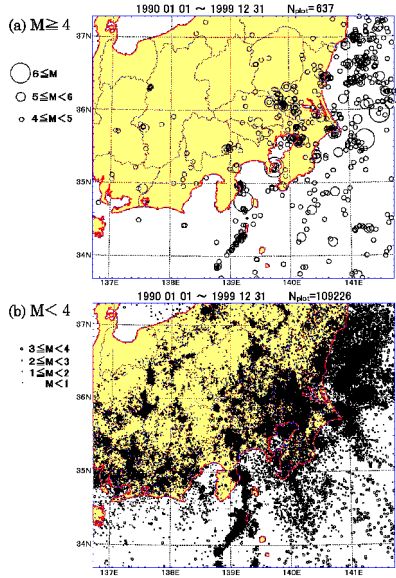 1990 01 01 ～ 1999 12 31 Nplot=637
(a) M≧4
6≦M
5≦M<6
4≦M<5
37N
36N
35N
34N
137E 138E 139E 140E 141E
1990 01 01 ～ 1999 12 31 Nplot=109226
(b) M<4
3≦M<4
2≦M<3
1≦M<2
M<1
37N
36N
35N
34N
137E 138E 139E 140E 141E